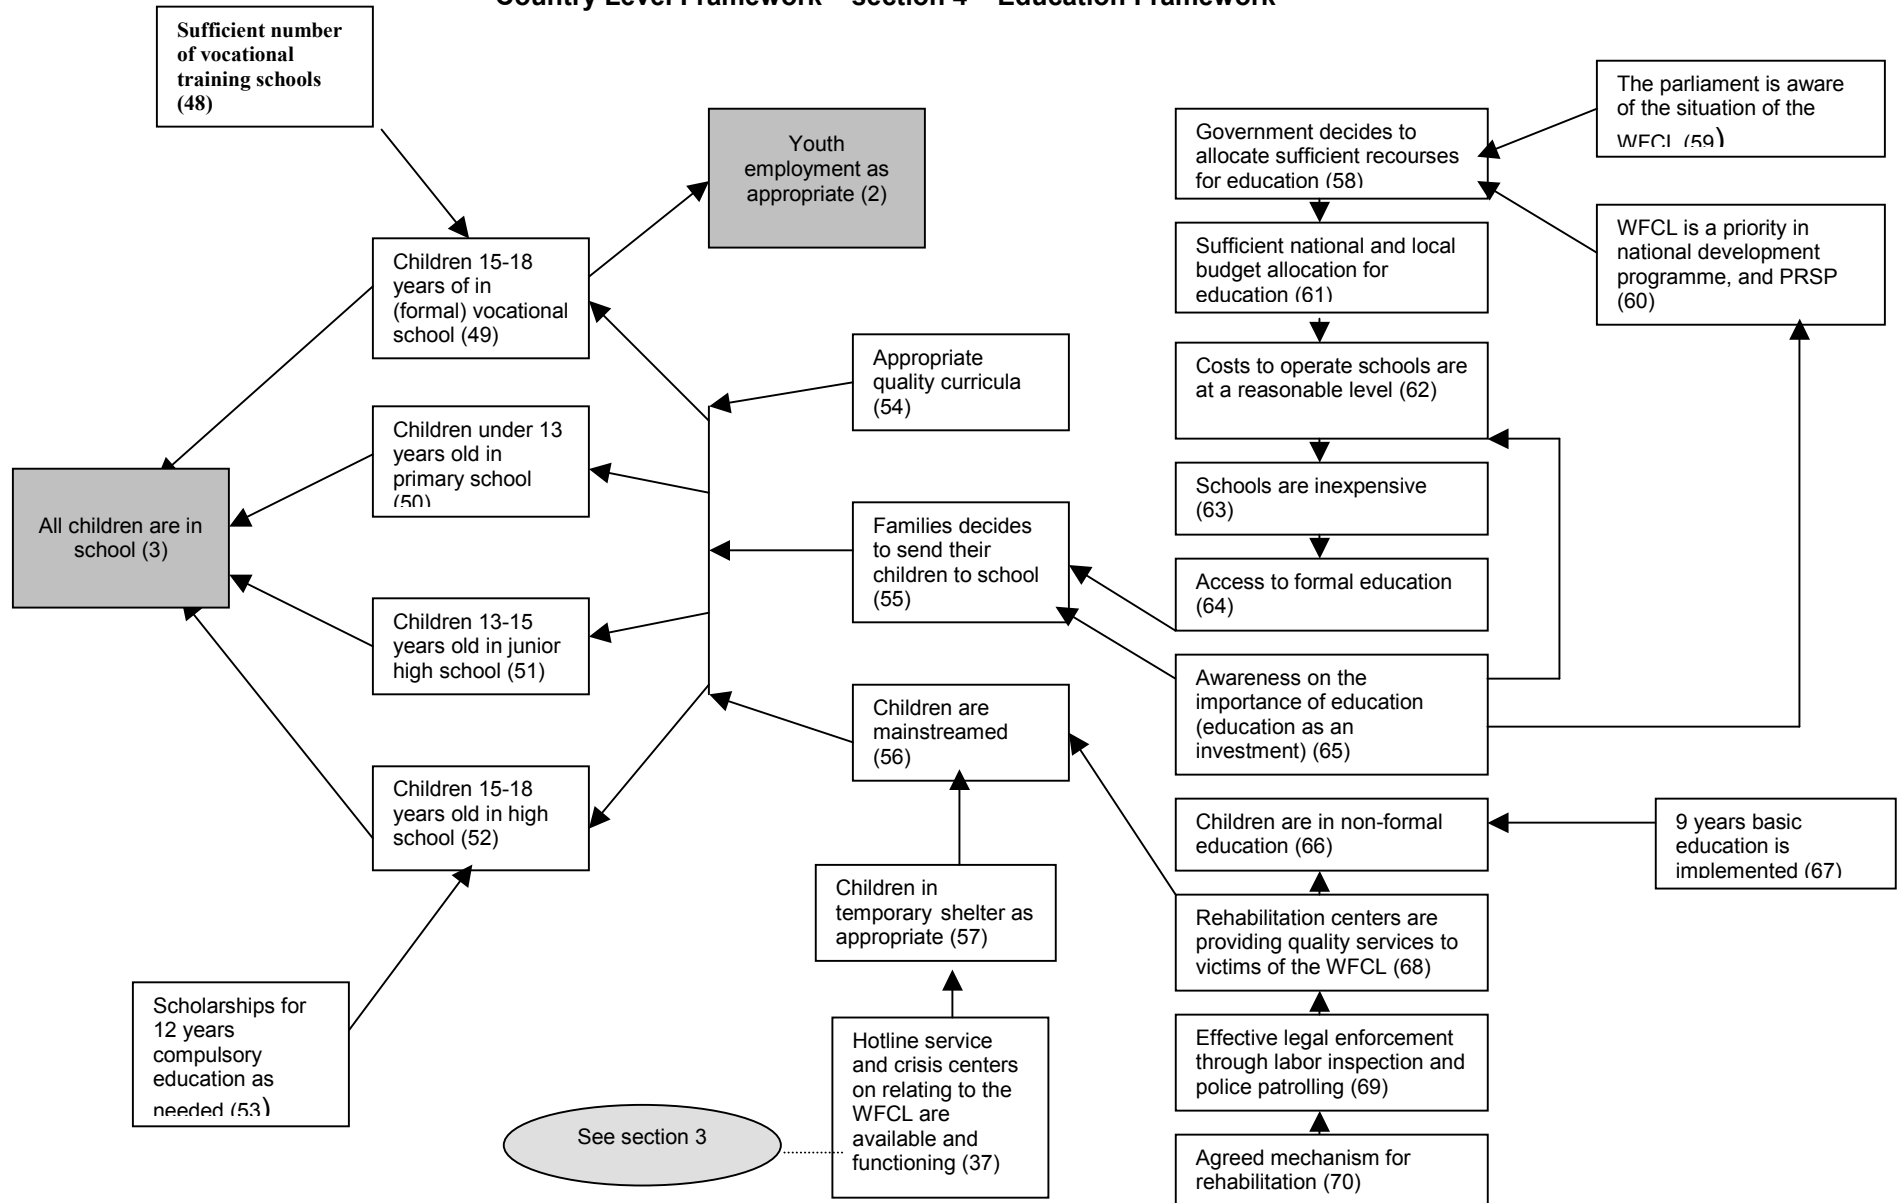 Country Level Framework – section 4 – Education Framework
Sufficient number
of vocational
training schools
(48)
Youth
employment as
appropriate (2)
Government decides to
allocate sufficient recourses
for education (58)
The parliament is aware
of the situation of the
WFCL (59)
Sufficient national and local
budget allocation for
education (61)
WFCL is a priority in
national development
programme, and PRSP
(60)
Children 15-18
years of in
(formal) vocational
school (49)
Appropriate
quality curricula
(54)
Costs to operate schools are
at a reasonable level (62)
Children under 13
years old in
primary school
(50)
Schools are inexpensive
(63)
All children are in
school (3)
Families decides
to send their
children to school
(55)
Access to formal education
(64)
Children 13-15
years old in junior
high school (51)
Awareness on the
importance of education
(education as an
investment) (65)
Children are
mainstreamed
(56)
Children 15-18
years old in high
school (52)
Children are in non-formal
education (66)
9 years basic
education is
implemented (67)
Children in
temporary shelter as
appropriate (57)
Rehabilitation centers are
providing quality services to
victims of the WFCL (68)
Scholarships for
12 years
compulsory
education as
needed (53)
Hotline service
and crisis centers
on relating to the
WFCL are
available and
functioning (37)
Effective legal enforcement
through labor inspection and
police patrolling (69)
See section 3
Agreed mechanism for
rehabilitation (70)